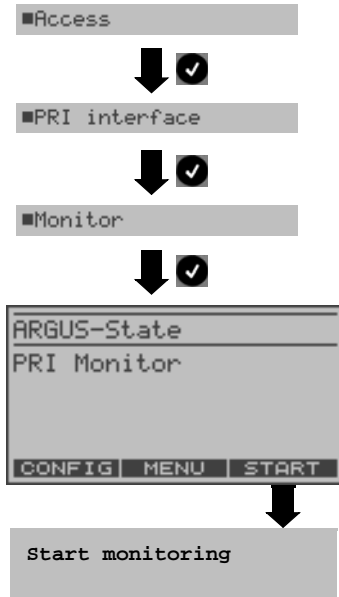 ■Access
■PRI interface
■Monitor
ARGUS-State
PRI Monitor
CONFIG MENU START
Start monitoring